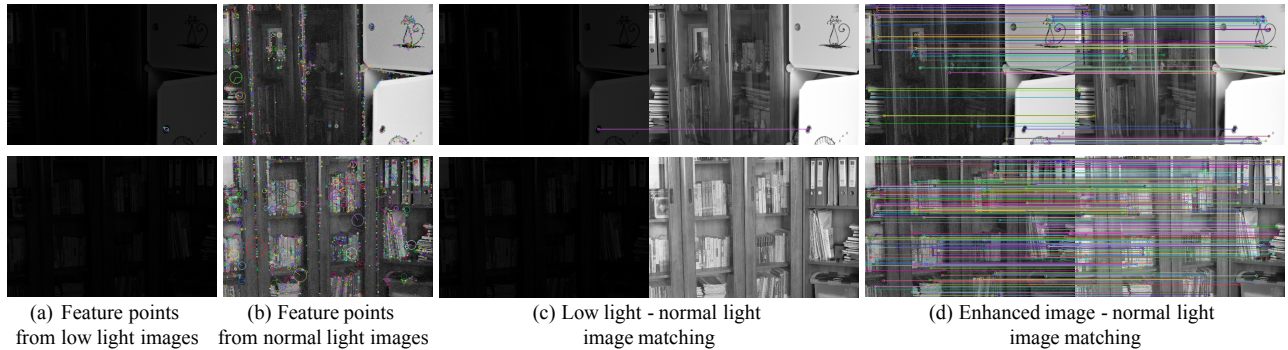 (a) Feature points
from low light images
(b) Feature points
from normal light images
(c) Low light - normal light
image matching
(d) Enhanced image - normal light
image matching